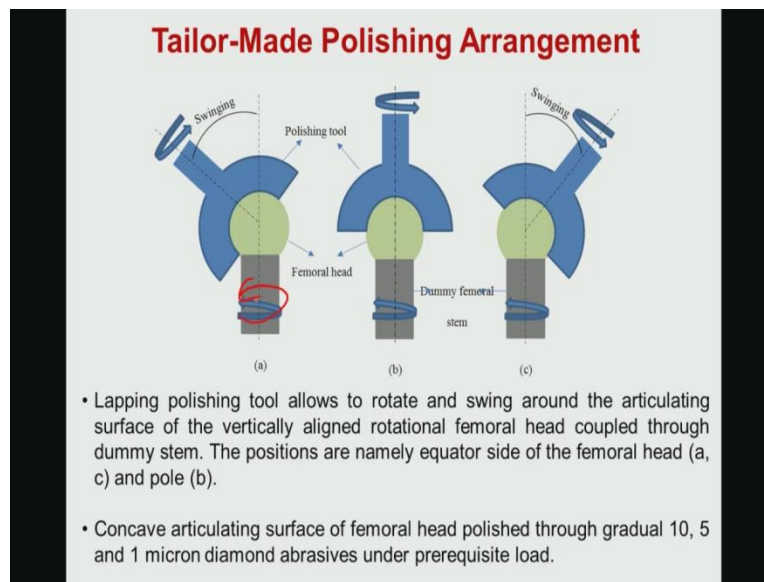 Tailor-Made Polishing Arrangement
Swinging
Polishing tool
Swinging
Femoral head
Dummy femoral
stem
(a)
(b)
(c)
• Lapping polishing tool allows to rotate and swing around the articulating
surface of the vertically aligned rotational femoral head coupled through
dummy stem. The positions are namely equator side of the femoral head (a,
c) and pole (b).
• Concave articulating surface of femoral head polished through gradual 10, 5
and 1 micron diamond abrasives under prerequisite load.